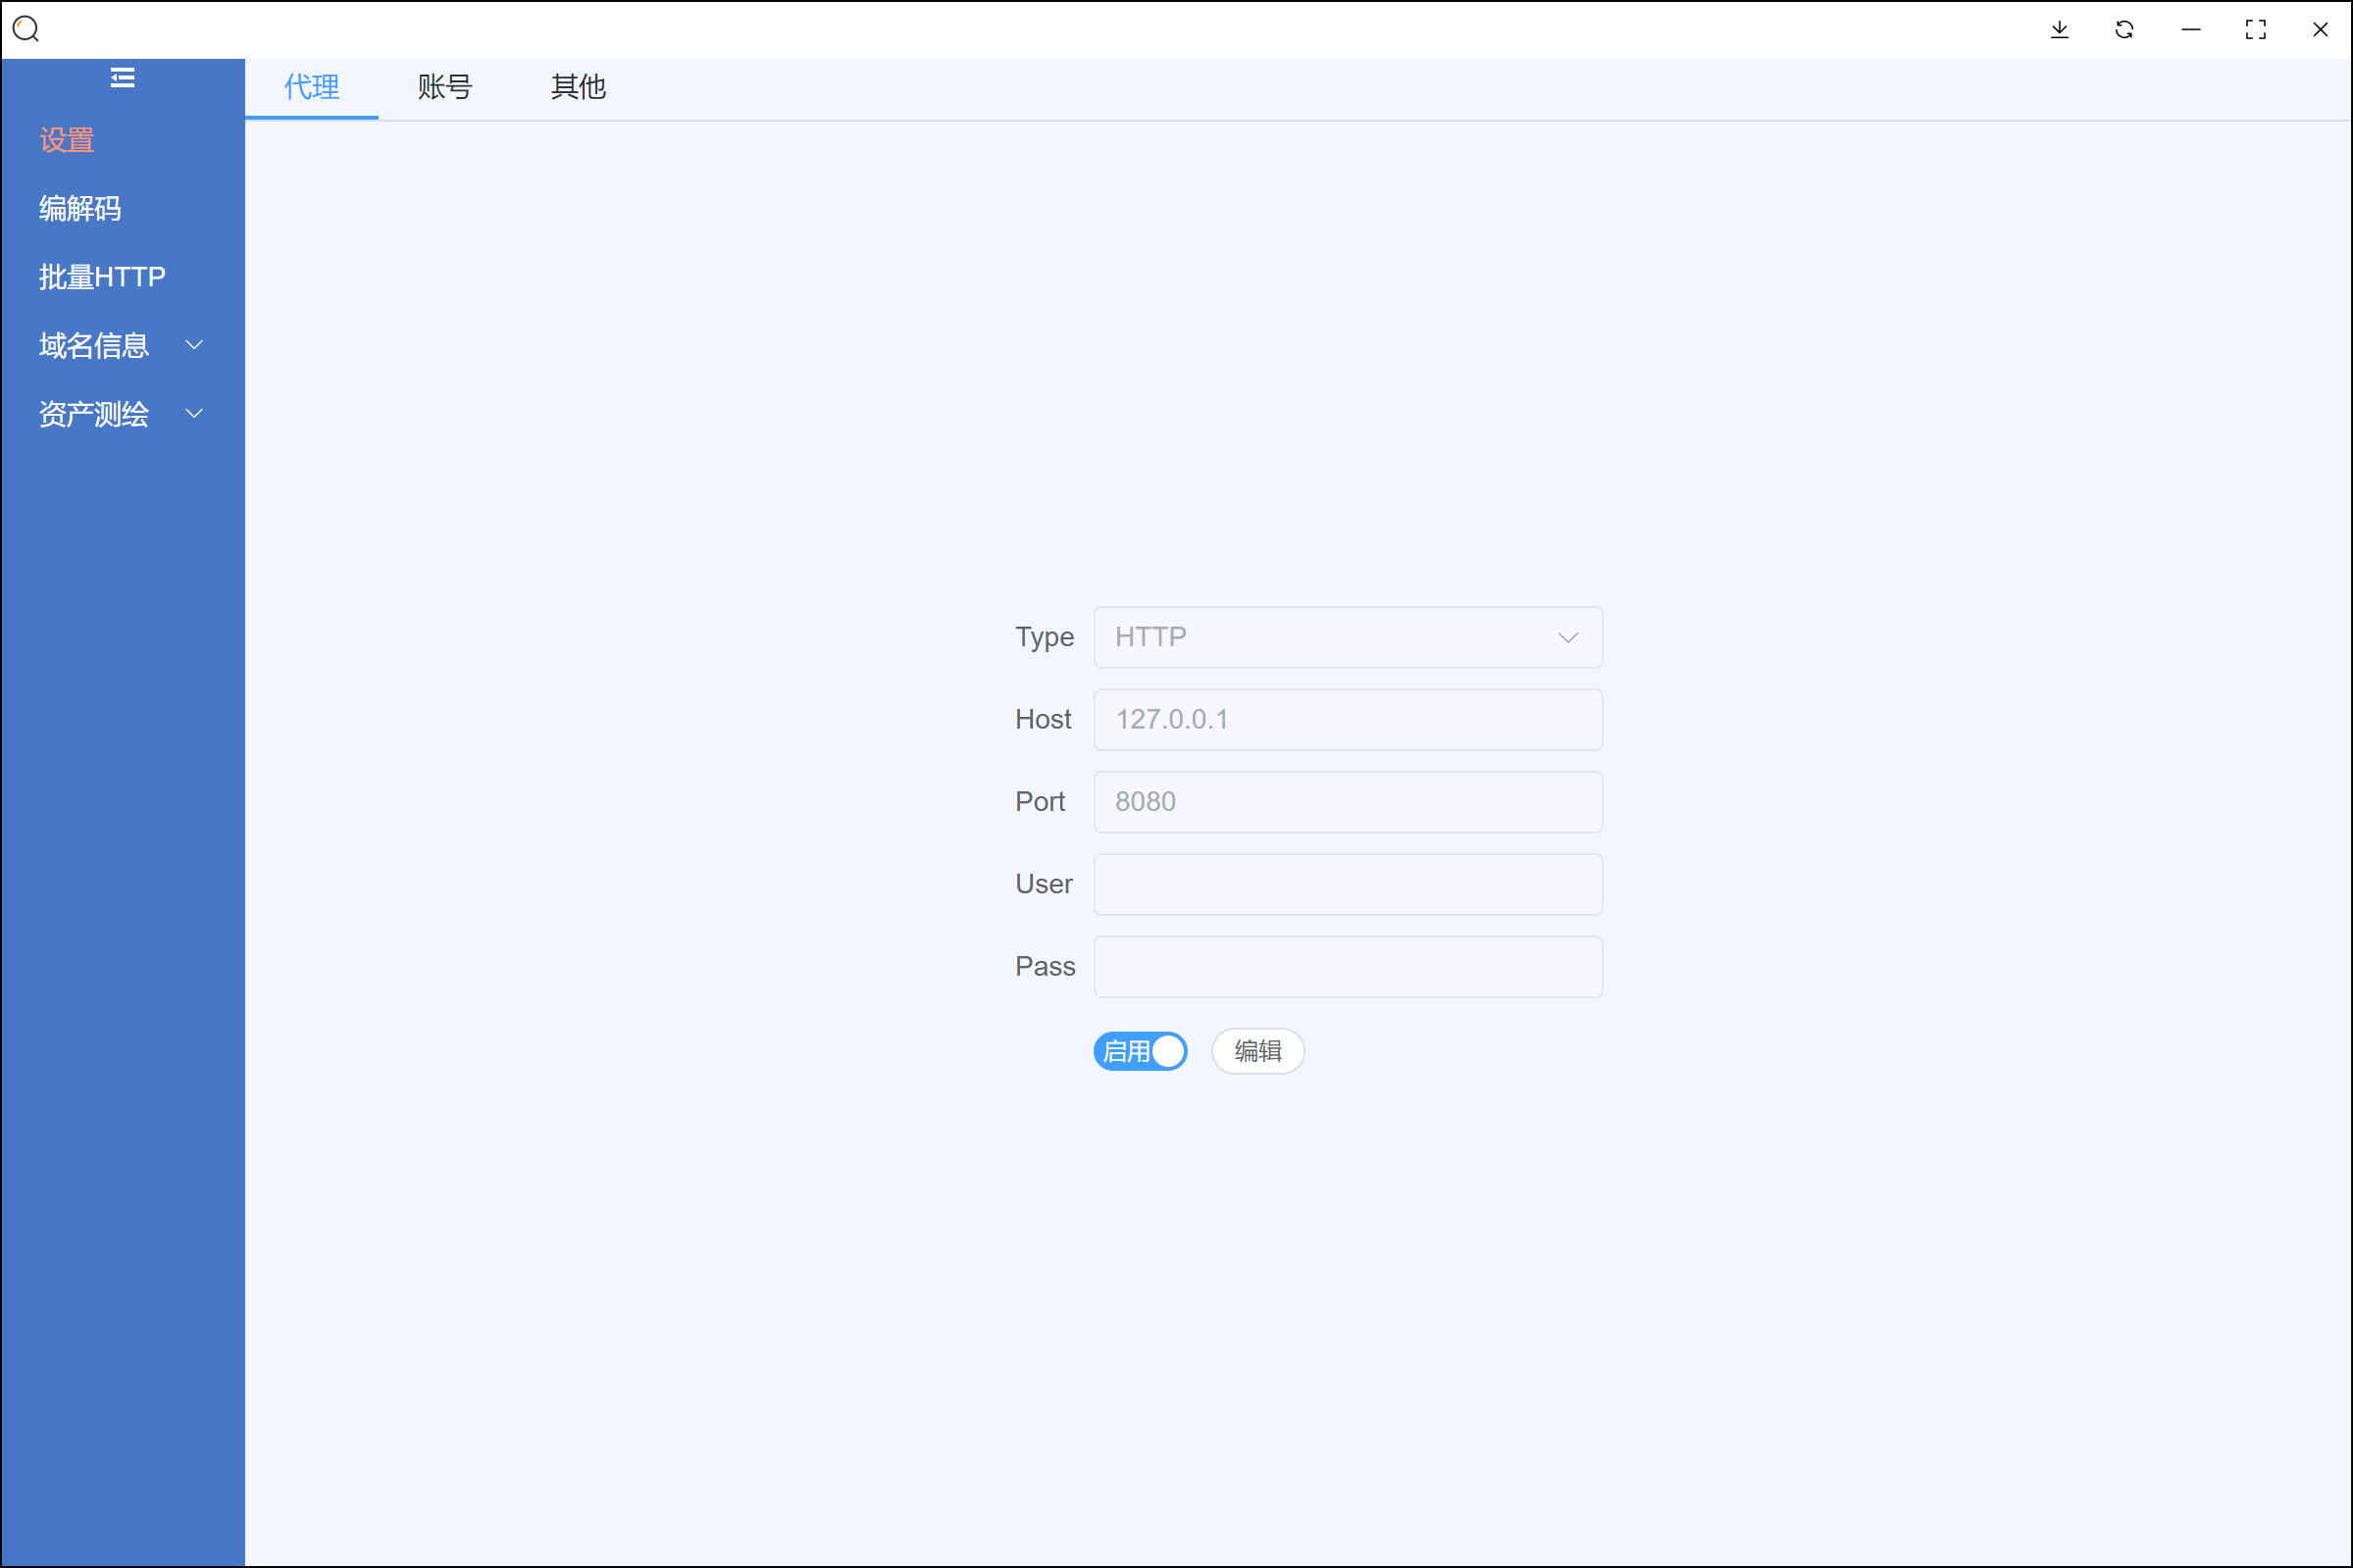 代理 账号 其他
设置
编解码
批量HTTP
域名信息
资产测绘
Type HTTP
Host 127.0.0.1
Port 8080
User
Pass
启用 编辑